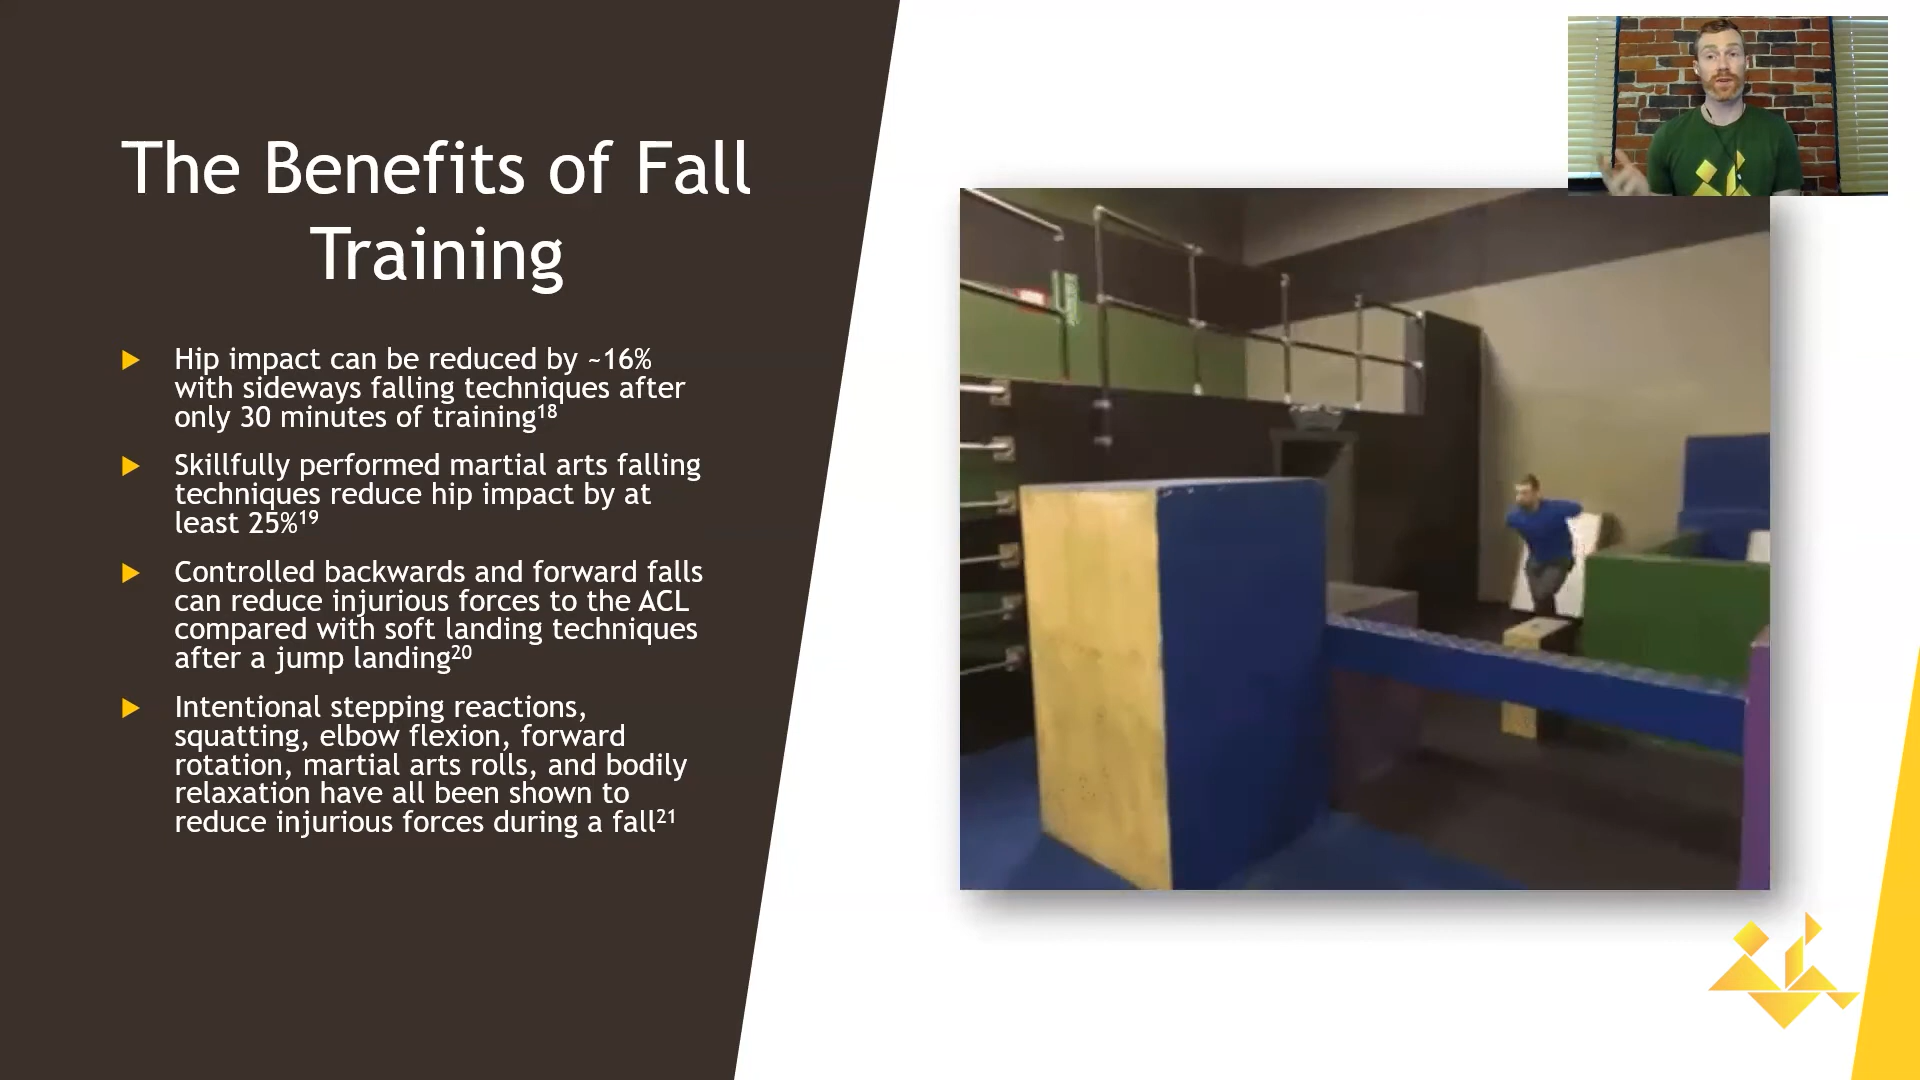 The Benefits of Fall
Training
Hip impact can be reduced by ~16%
with sideways falling techniques after
only 30 minutes of training18
Skillfully performed martial arts falling
techniques reduce hip impact by at
least 25%19
Controlled backwards and forward falls
can reduce injurious forces to the ACL
compared with soft landing techniques
after a jump landing20
Intentional stepping reactions,
squatting, elbow flexion, forward
rotation, martial arts rolls, and bodily
relaxation have all been shown to
reduce injurious forces during a fall21